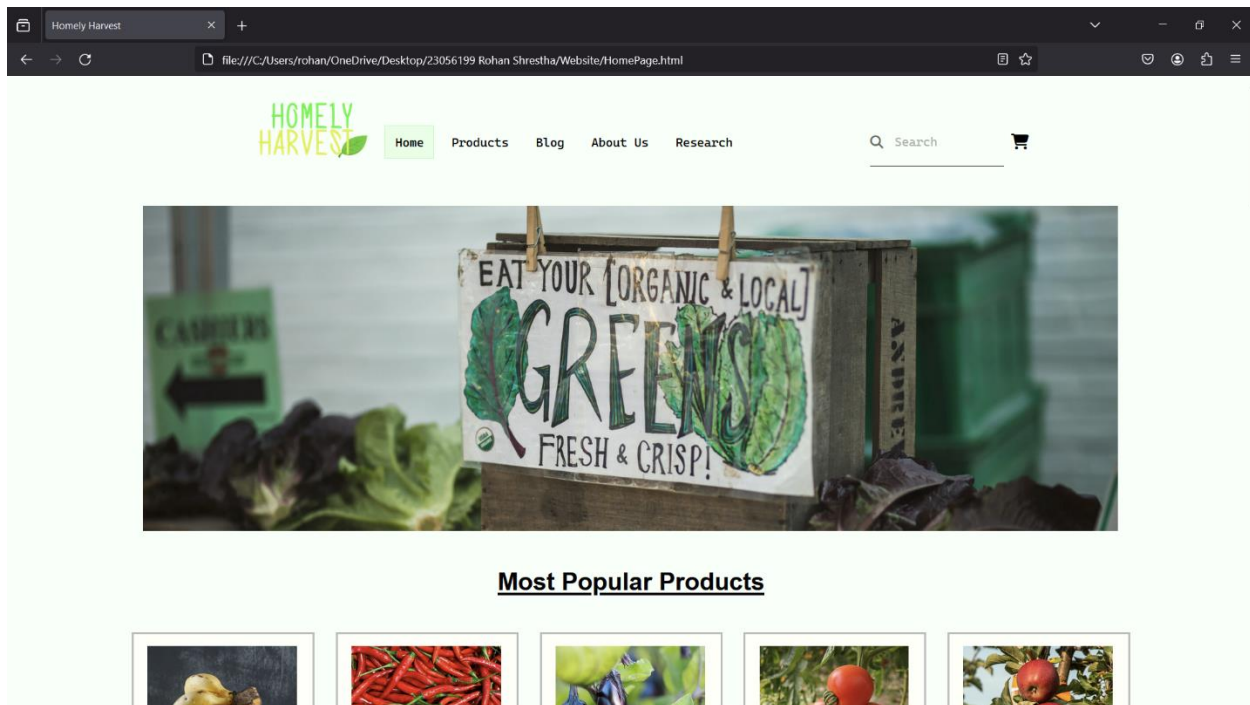 Homely Harvest
file:///C:/Users/rohan/OneDrive/Desktop/23056199 Rohan Shrestha/Website/HomePage.html
HOMELY
HARVEST
Home Products Blog About Us Research Search
CASHIERS
EAT YOUR [ORGANIC & LOCAL]
GREENS
FRESH & CRISP!
Most Popular Products